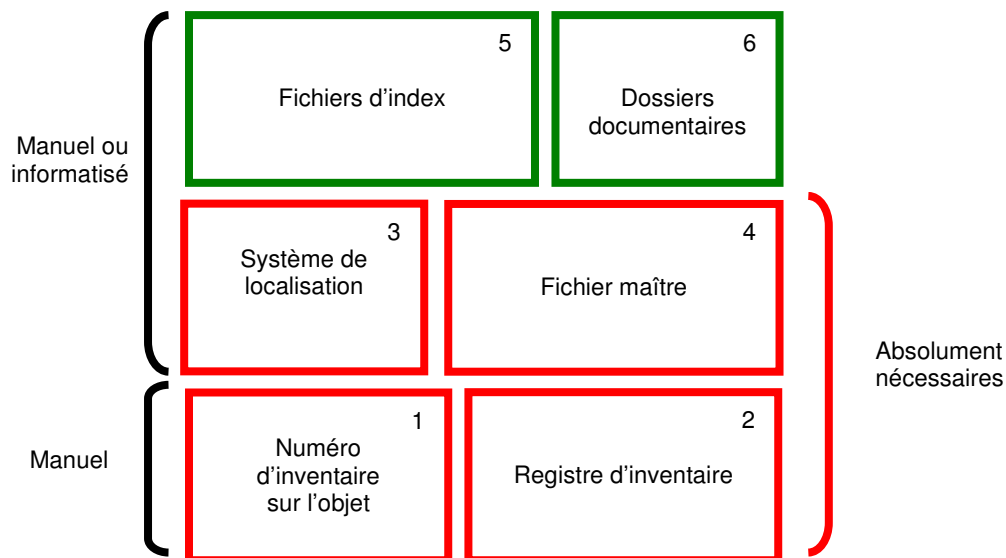 5
Fichiers d'index
6
Dossiers
documentaires
Manuel ou
informatisé
3
Système de
localisation
4
Fichier maître
Absolument
nécessaires
Manuel
1
Numéro
d'inventaire
sur l'objet
2
Registre d'inventaire